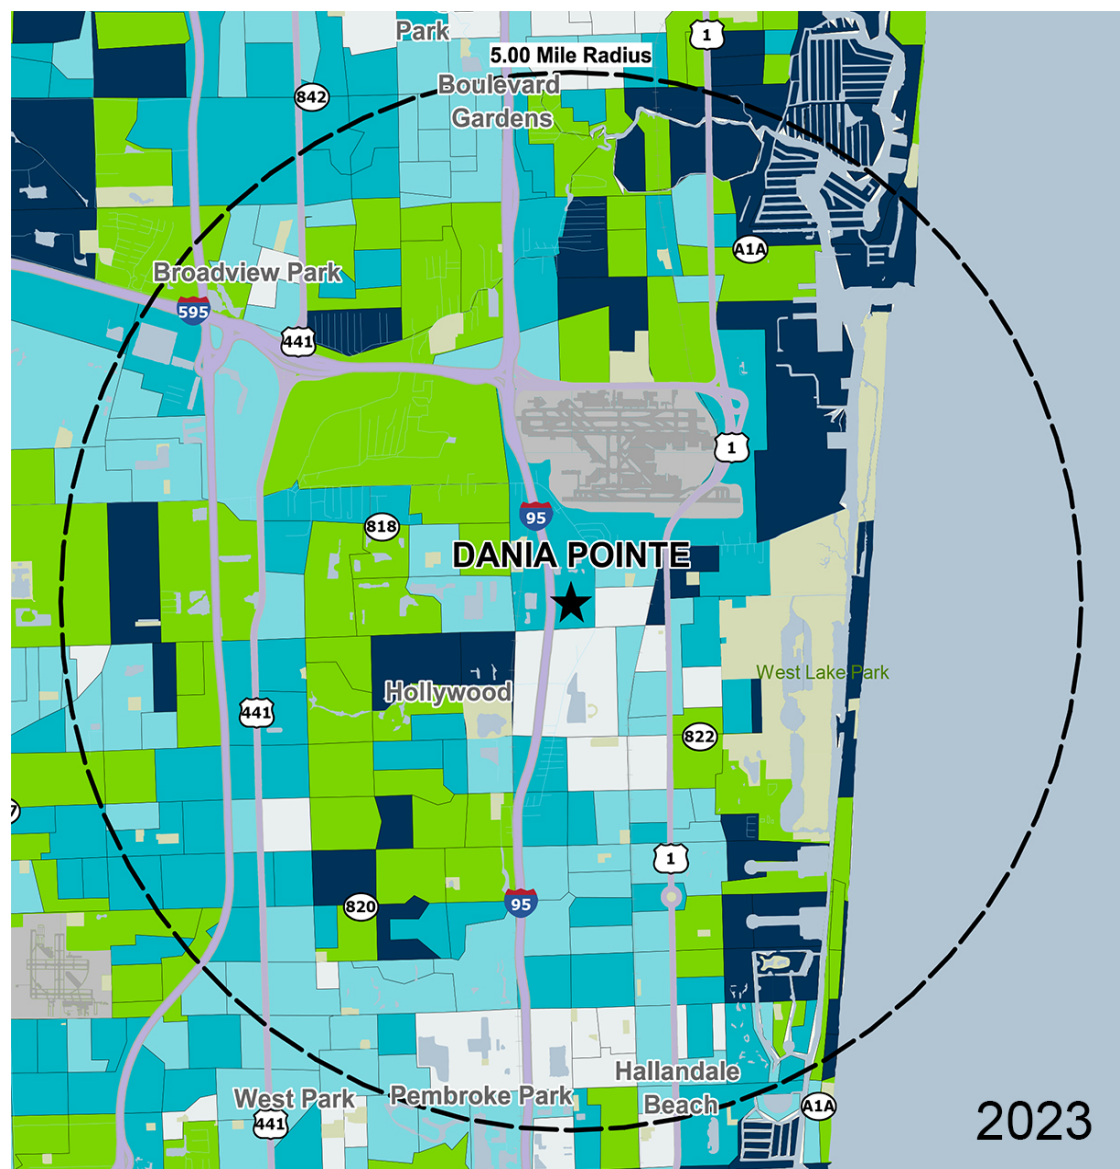 Park
1
5.00 Mile Radius
Boulevard
Gardens
842
A1A
Broadview Park
595
441
1
818
95
DANIA POINTE
West Lake Park
Hollywood
441
822
7
1
820
95
Hallandale
Beach
Pembroke Park
West Park
441
A1A
2023